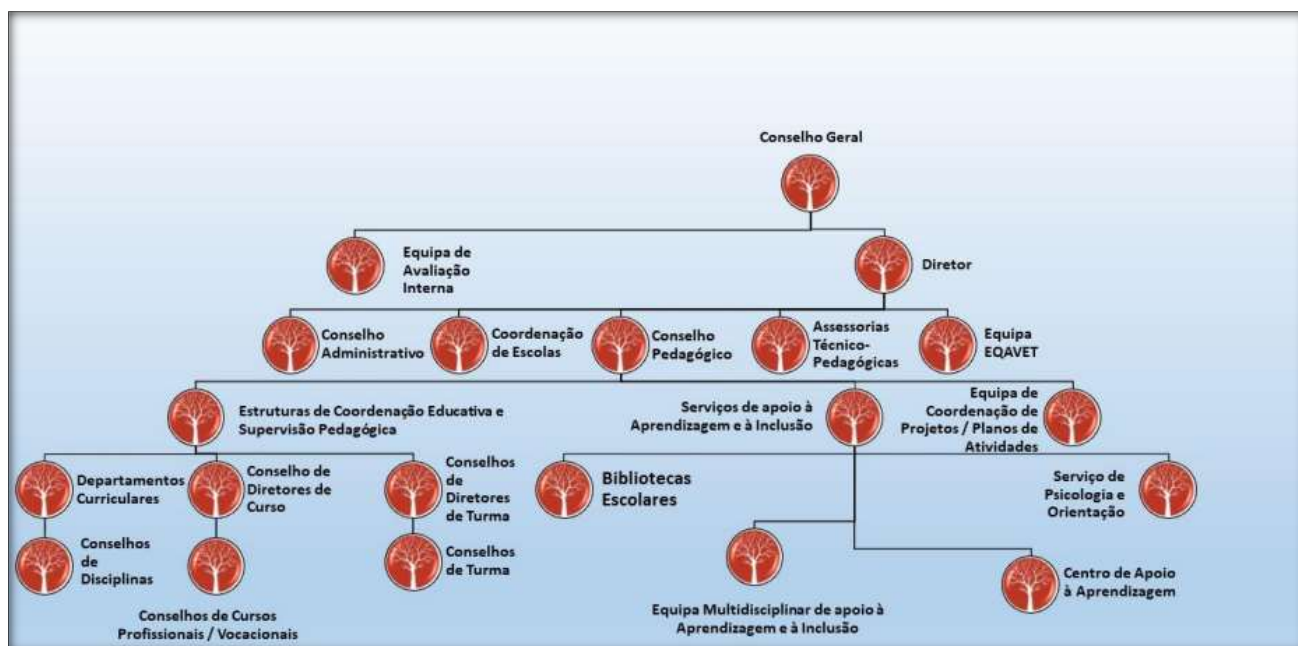 Conselho Geral
Equipa de
Avaliação
Interna
Diretor
Conselho
Administrativo
Coordenação
de Escolas
Conselho
Pedagógico
Assessorias
Técnico-
Pedagógicas
Equipa
EQAVET
Estruturas de Coordenação Educativa e
Supervisão Pedagógica
Serviços de apoio à
Aprendizagem e à Inclusão
Equipa de
Coordenação de
Projetos / Planos de
Atividades
Departamentos
Curriculares
Conselho de
Diretores de
Curso
Conselhos
de
Diretores
de Turma
Bibliotecas
Escolares
Serviço de
Psicologia e
Orientação
Conselhos
de
Disciplinas
Conselhos de Cursos
Profissionais / Vocacionais
Conselhos
de Turma
Equipa Multidisciplinar de apoio à
Aprendizagem e à Inclusão
Centro de Apoio
à Aprendizagem